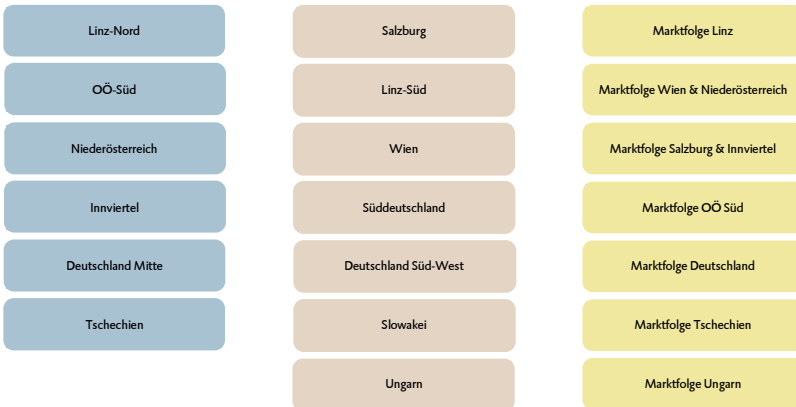 Linz-Nord
OÖ-Süd
Niederösterreich
Innviertel
Deutschland Mitte
Tschechien
Salzburg
Linz-Süd
Wien
Süddeutschland
Deutschland Süd-West
Slowakei
Ungarn
Marktfolge Linz
Marktfolge Wien & Niederösterreich
Marktfolge Salzburg & Innviertel
Marktfolge OÖ Süd
Marktfolge Deutschland
Marktfolge Tschechien
Marktfolge Ungarn